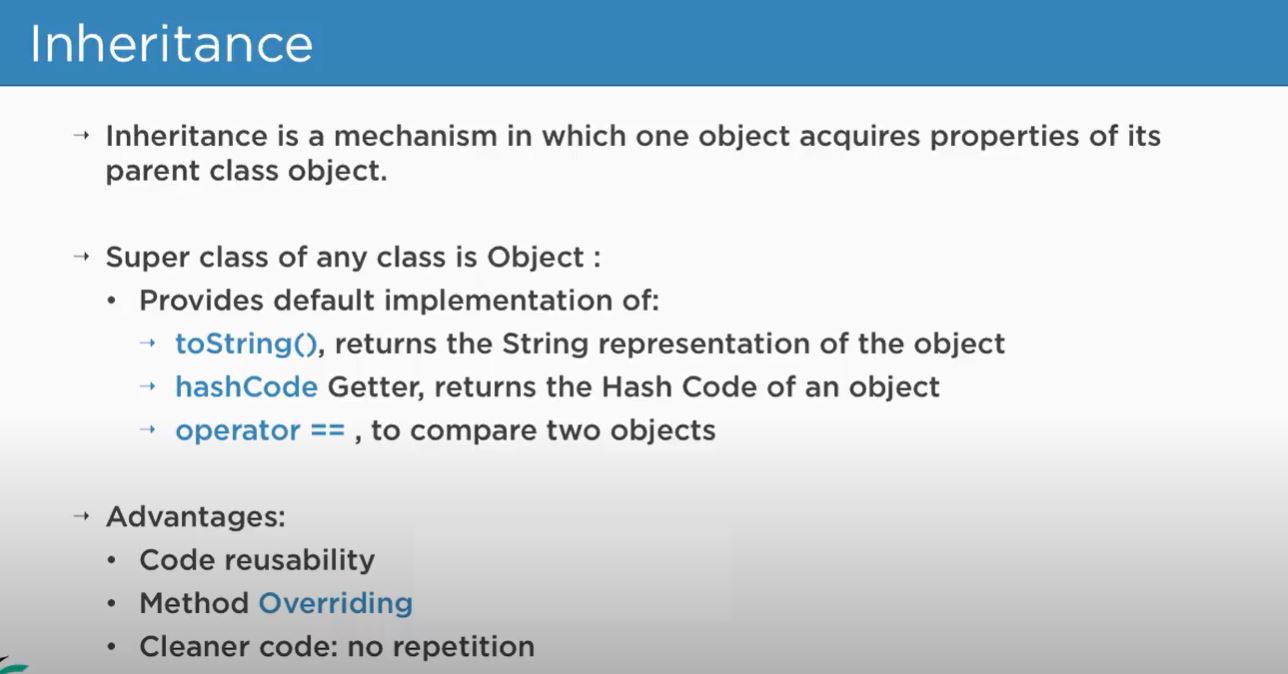 Inheritance
→ Inheritance is a mechanism in which one object acquires properties of its
parent class object.
→ Super class of any class is Object :
• Provides default implementation of:
→ toString(), returns the String representation of the object
→ hashCode Getter, returns the Hash Code of an object
→ operator == , to compare two objects
→ Advantages:
• Code reusability
• Method Overriding
• Cleaner code: no repetition